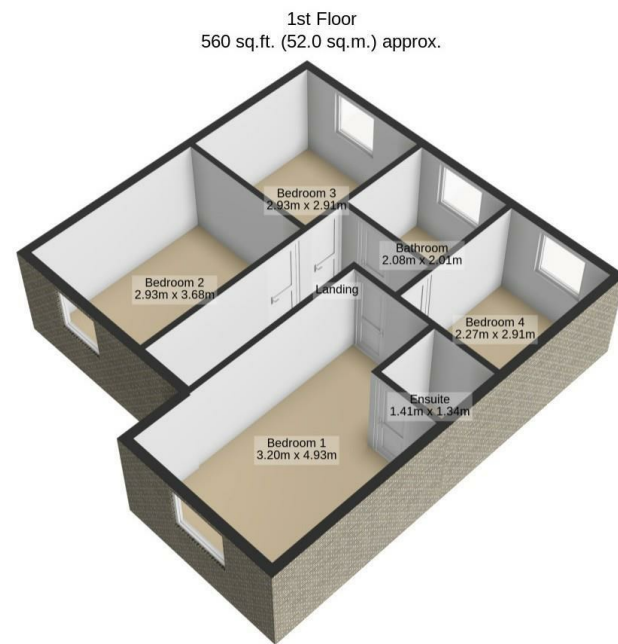 1st Floor
560 sq.ft. (52.0 sq.m.) approx.
Bedroom 3
2.93m x 2.91m
Bathroom
2.08m x 2.01m
Bedroom 2
2.93m x 3.68m
Landing
Bedroom 4
2.27m x 2.91m
Ensuite
1.41m x 1.34m
Bedroom 1
3.20m x 4.93m